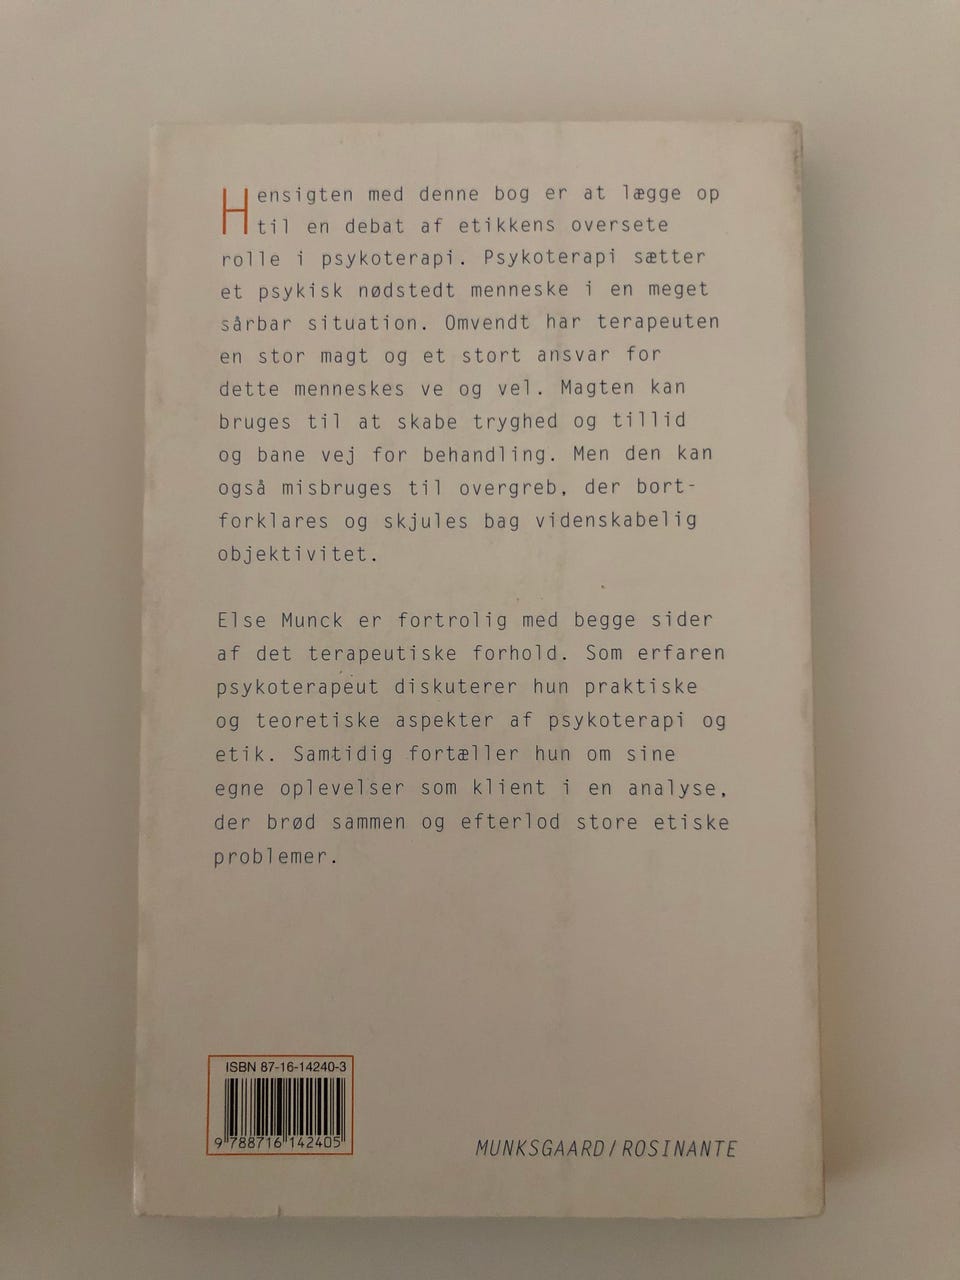 Hensigten med denne bog er at lægge op
til en debat af etikkens oversete
rolle i psykoterapi. Psykoterapi sætter
et psykisk nødstedt menneske i en meget
sårbar situation. Omvendt har terapeuten
en stor magt og et stort ansvar for
dette menneskes ve og vel. Magten kan
bruges til at skabe tryghed og tillid
og bane vej for behandling. Men den kan
også misbruges til overgreb, der bort-
forklares og skjules bag videnskabelig
objektivitet.
Else Munck er fortrolig med begge sider
af det terapeutiske forhold. Som erfaren
psykoterapeut diskuterer hun praktiske
og teoretiske aspekter af psykoterapi og
etik. Samtidig fortæller hun om sine
egne oplevelser som klient i en analyse,
der brød sammen og efterlod store etiske
problemer.
ISBN 87-16-14240-3
9 788716 142405
MUNKSGAARD/ROSINANTE